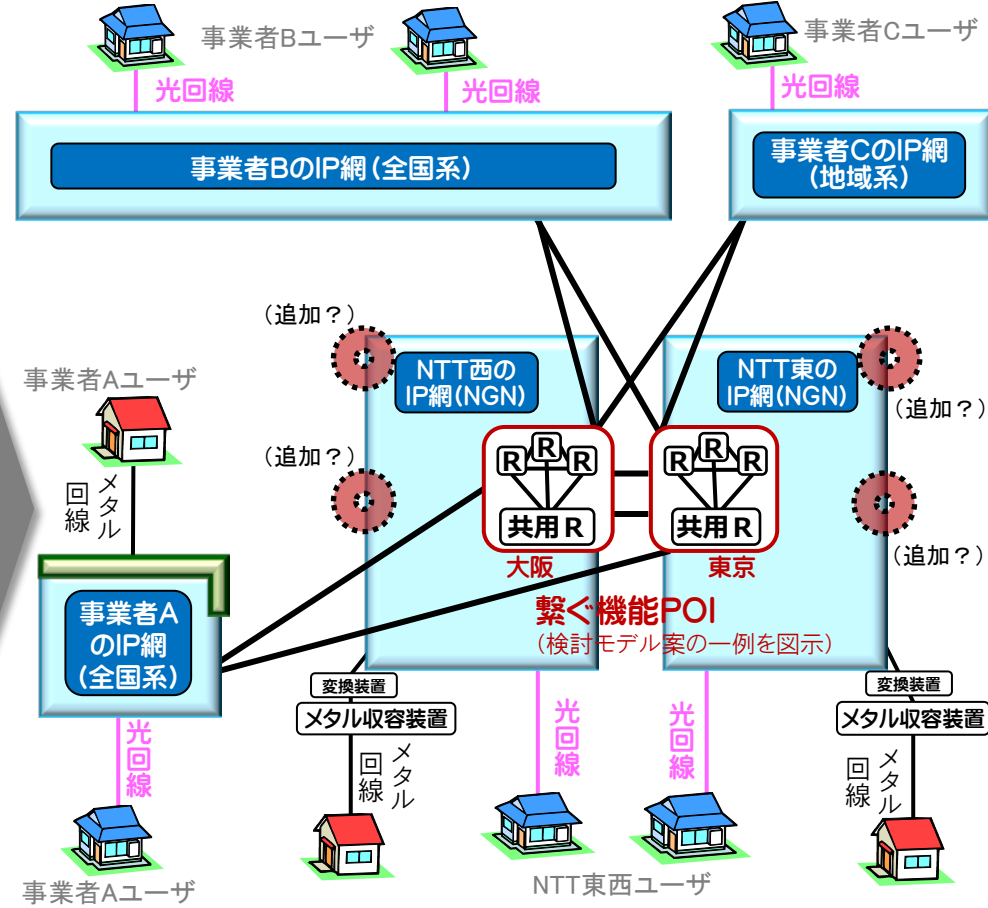 事業者Bユーザ
事業者Cユーザ
光回線
光回線
光回線
事業者BのIP網(全国系)
事業者CのIP網
(地域系)
(追加？)
NTT西の
IP網(NGN)
NTT東の
IP網(NGN)
(追加？)
事業者Aユーザ
(追加？)
R
R
R
R
R
R
メタル
回線
共用R
共用R
(追加？)
大阪
東京
事業者A
のIP網
(全国系)
繋ぐ機能POI
(検討モデル案の一例を図示)
変換装置
変換装置
メタル収容装置
メタル収容装置
光回線
光回線
光回線
メタル
回線
メタル
回線
事業者Aユーザ
NTT東西ユーザ